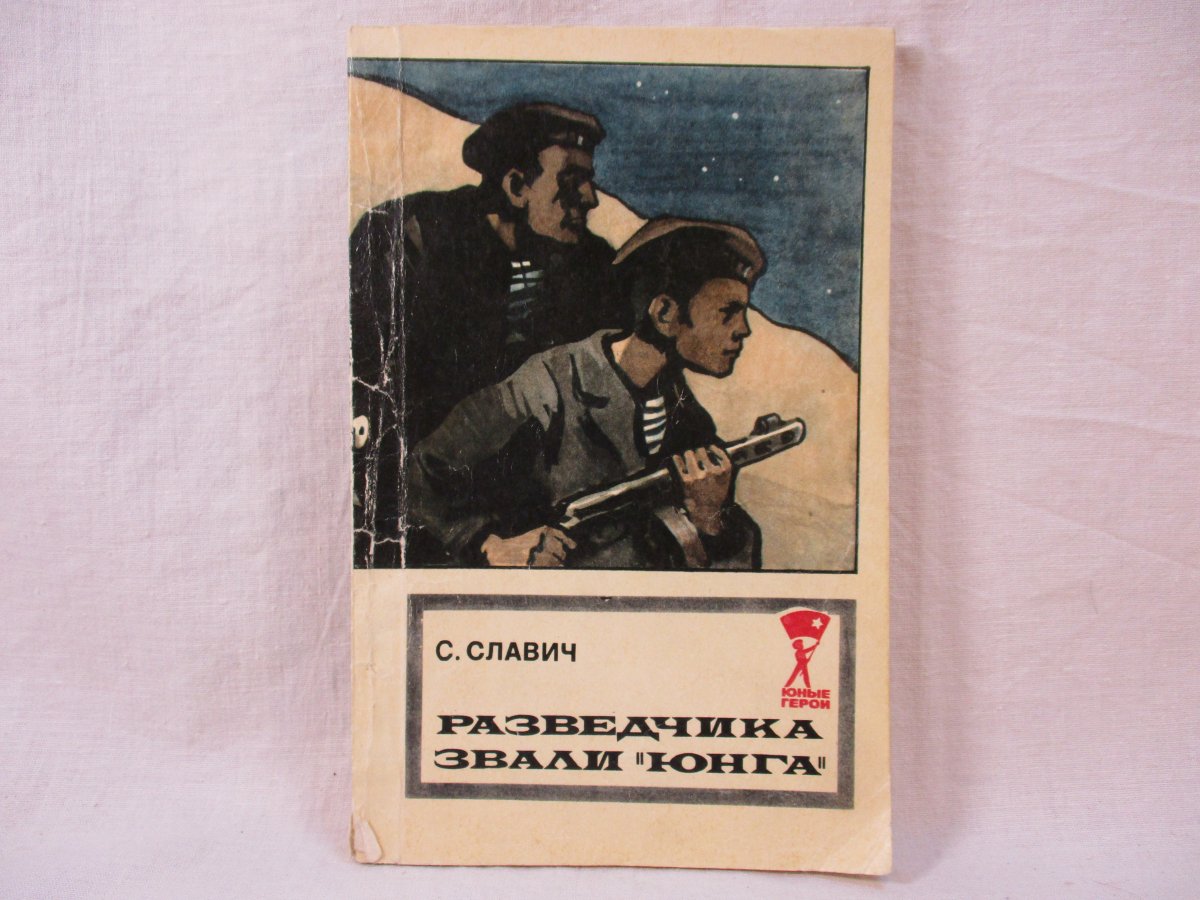 С. СЛАВИЧ
ЮНЫЕ
ГЕРОИ
РАЗВЕДЧИКА
ЗВАЛИ "ЮНГА"